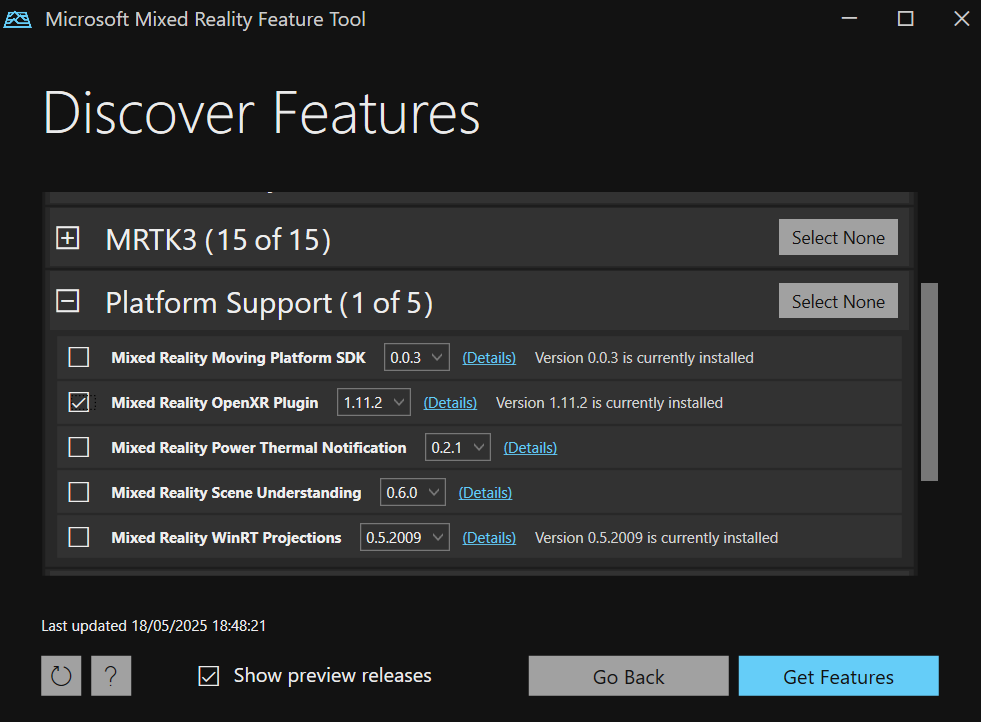 Microsoft Mixed Reality Feature Tool
Discover Features
MRTK3 (15 of 15) Select None
Platform Support (1 of 5) Select None
Mixed Reality Moving Platform SDK 0.0.3 (Details) Version 0.0.3 is currently installed
Mixed Reality OpenXR Plugin 1.11.2 (Details) Version 1.11.2 is currently installed
Mixed Reality Power Thermal Notification 0.2.1 (Details)
Mixed Reality Scene Understanding 0.6.0 (Details)
Mixed Reality WinRT Projections 0.5.2009 (Details) Version 0.5.2009 is currently installed
Last updated 18/05/2025 18:48:21
? Show preview releases Go Back Get Features